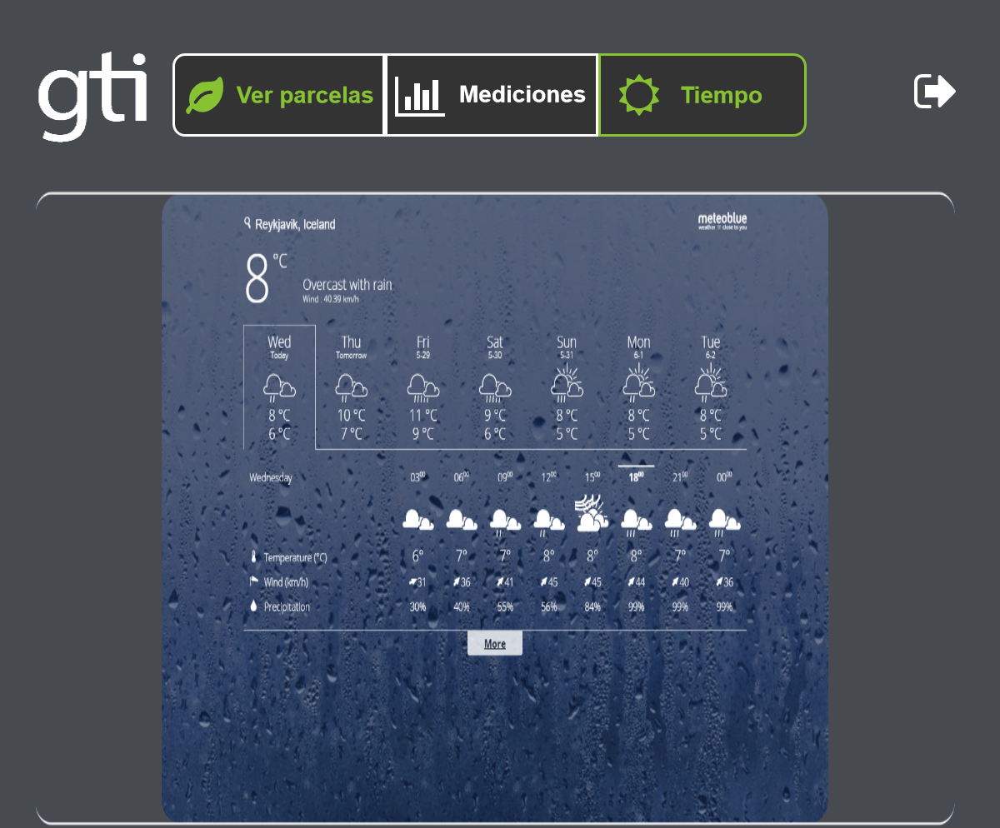 gti
Ver parcelas
Mediciones
Tiempo
Reykjavik, Iceland
meteoblue
weather close to you
8 °C
Overcast with rain
Wind : 40.39 km/h
Wed Thu Fri Sat Sun Mon Tue
Today Tomorrow 5-29 5-30 5-31 6-1 6-2
8 °C 10 °C 11 °C 9 °C 8 °C 8 °C 8 °C
6 °C 7 °C 9 °C 6 °C 5 °C 5 °C 5 °C
Wednesday 03⁰⁰ 06⁰⁰ 09⁰⁰ 12⁰⁰ 15⁰⁰ 18⁰⁰ 21⁰⁰ 00⁰⁰
Temperature (°C) 6° 7° 7° 8° 8° 8° 7° 7°
Wind (km/h) 31 36 41 45 45 44 40 36
Precipitation 30% 40% 55% 56% 84% 99% 99% 99%
More